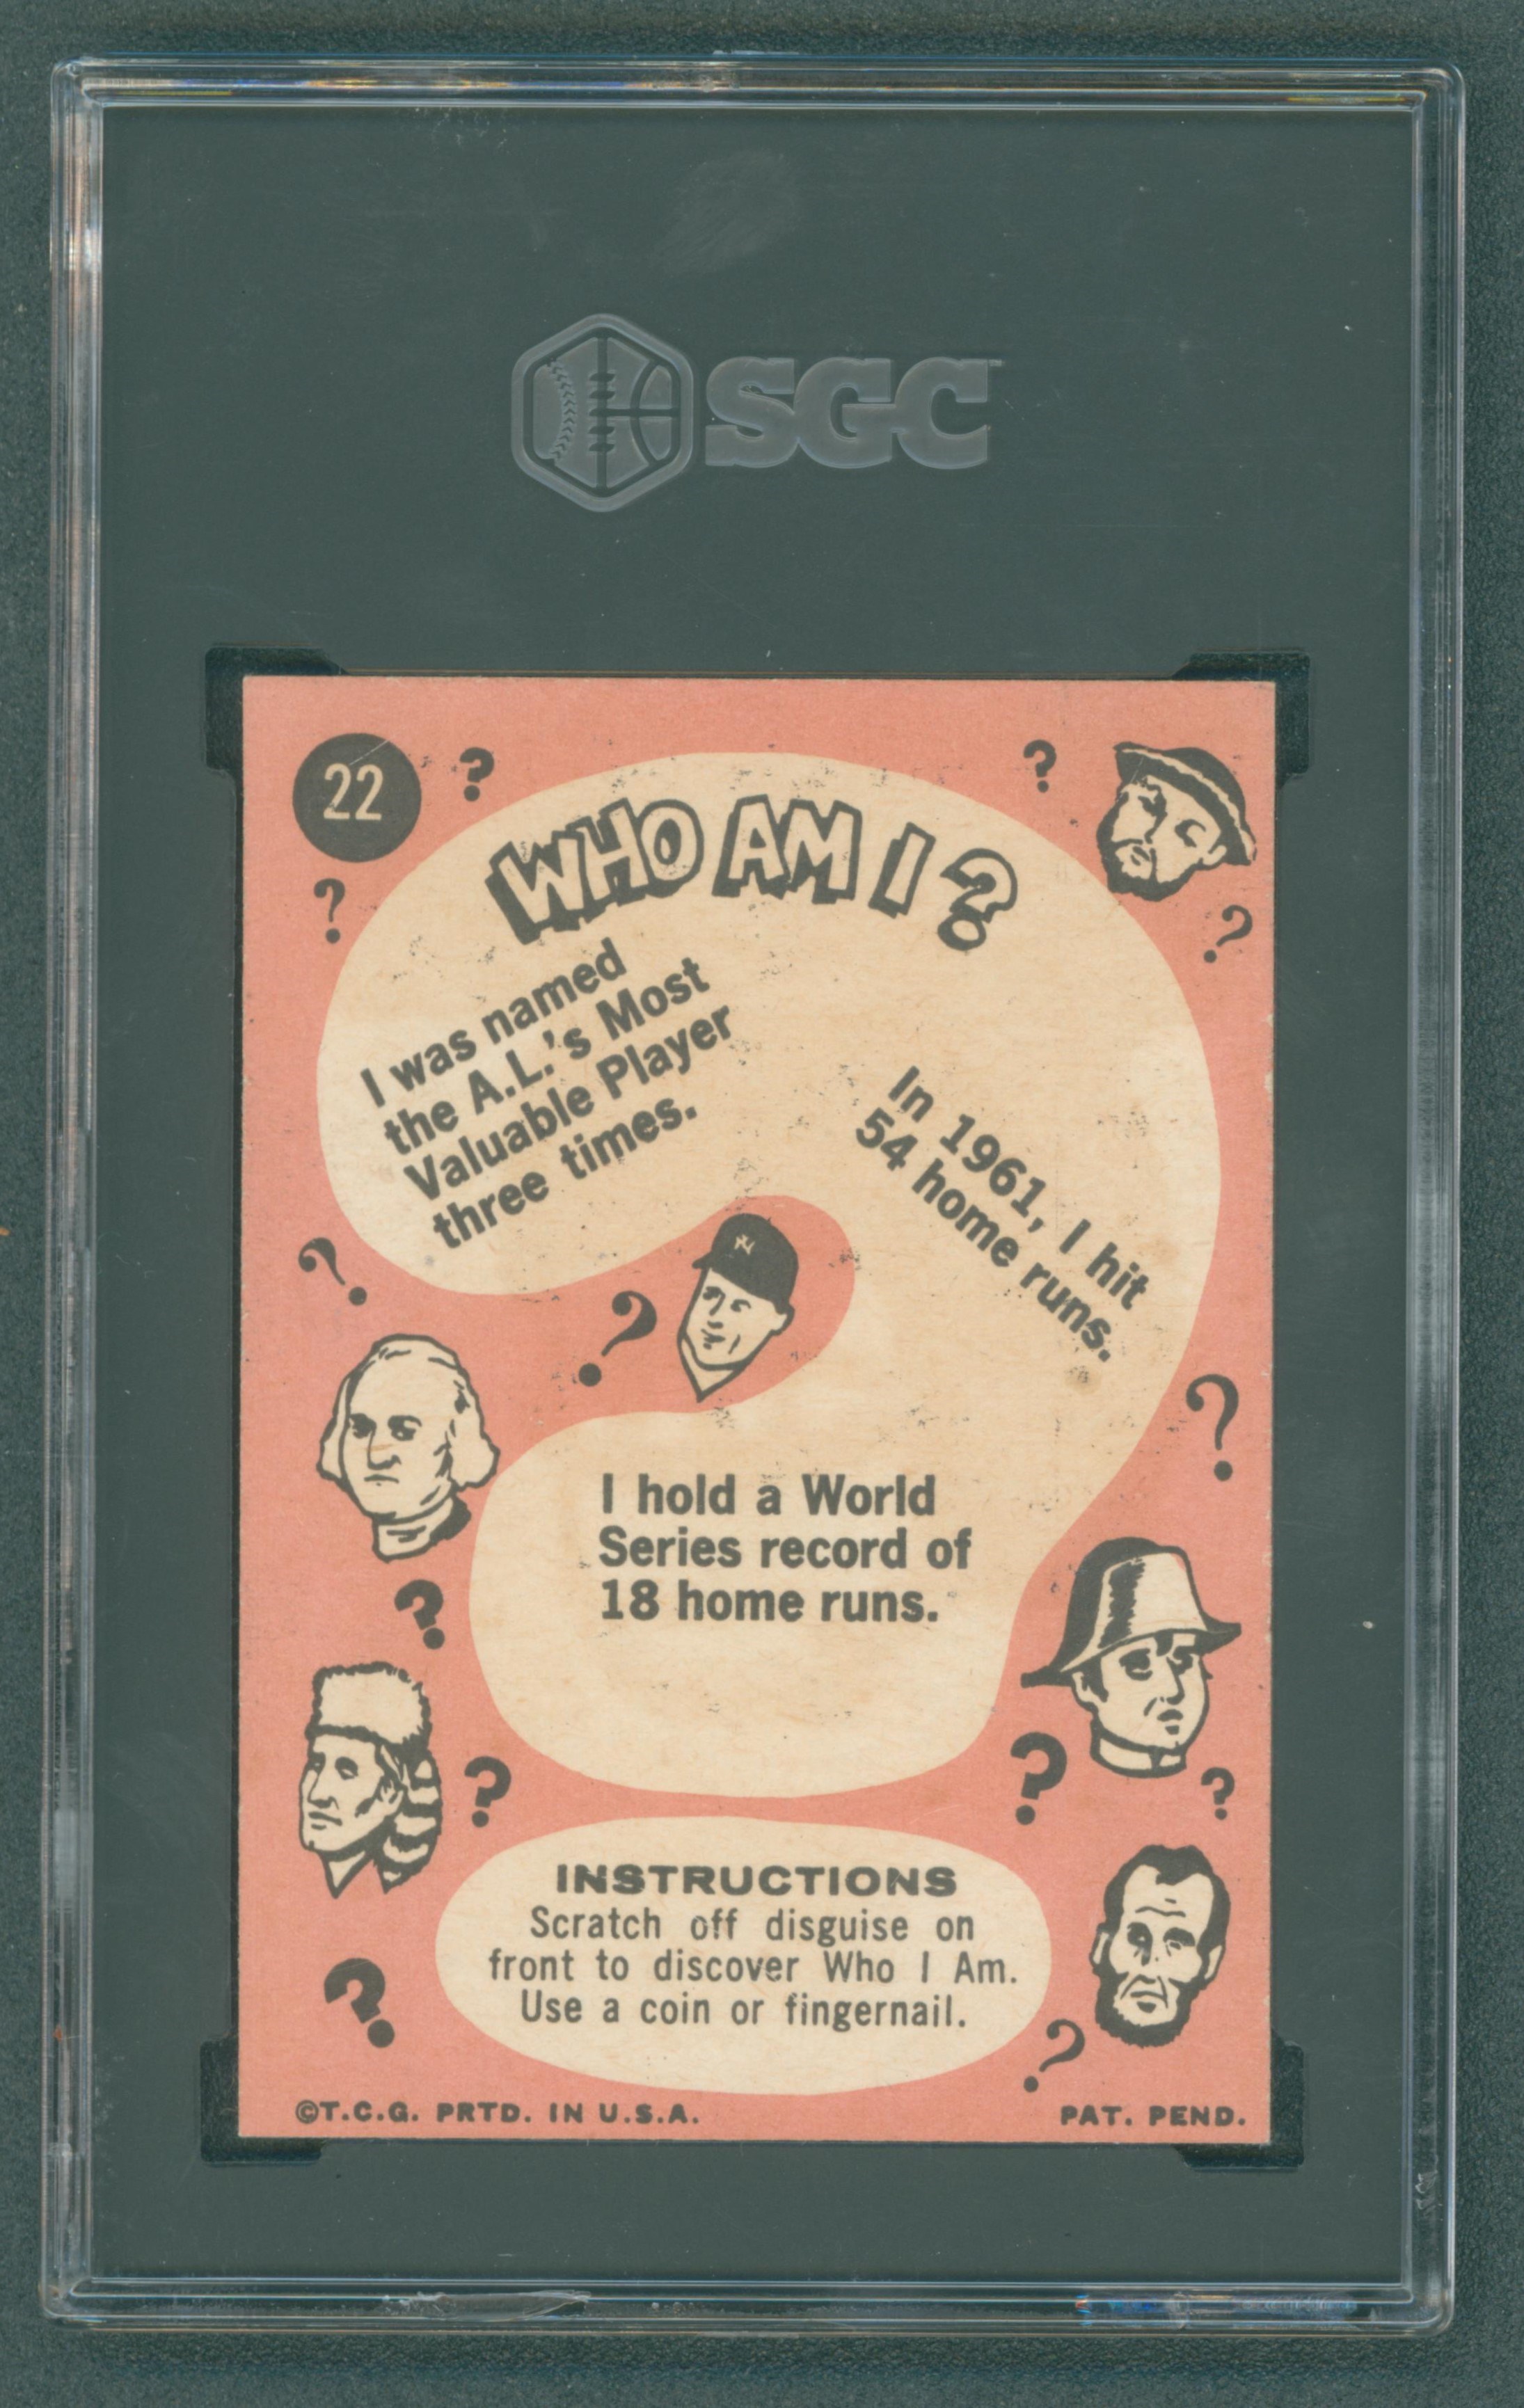 SGC
22
WHO AM I?
I was named
the A.L.'s Most
Valuable Player
three times.
In 1961, I hit
54 home runs.
NY
I hold a World
Series record of
18 home runs.
INSTRUCTIONS
Scratch off disguise on
front to discover Who I Am.
Use a coin or fingernail.
©T.C.G. PRTD. IN U.S.A.
PAT. PEND.